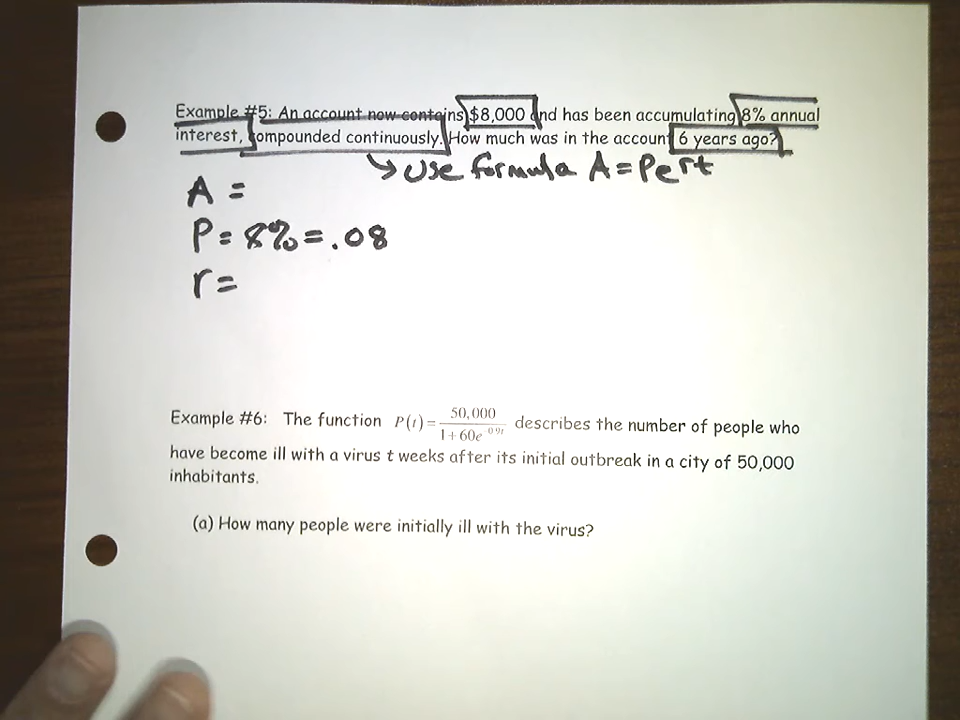 Example #5: An account now contains $8,000 and has been accumulating 8% annual
interest, compounded continuously. How much was in the account 6 years ago?
↳ Use formula A = Pert
A =
P = 8% = .08
r =
Example #6: The function P(t) = 50,000 / 1 + 60e^0.9t describes the number of people who
have become ill with a virus t weeks after its initial outbreak in a city of 50,000
inhabitants.
(a) How many people were initially ill with the virus?